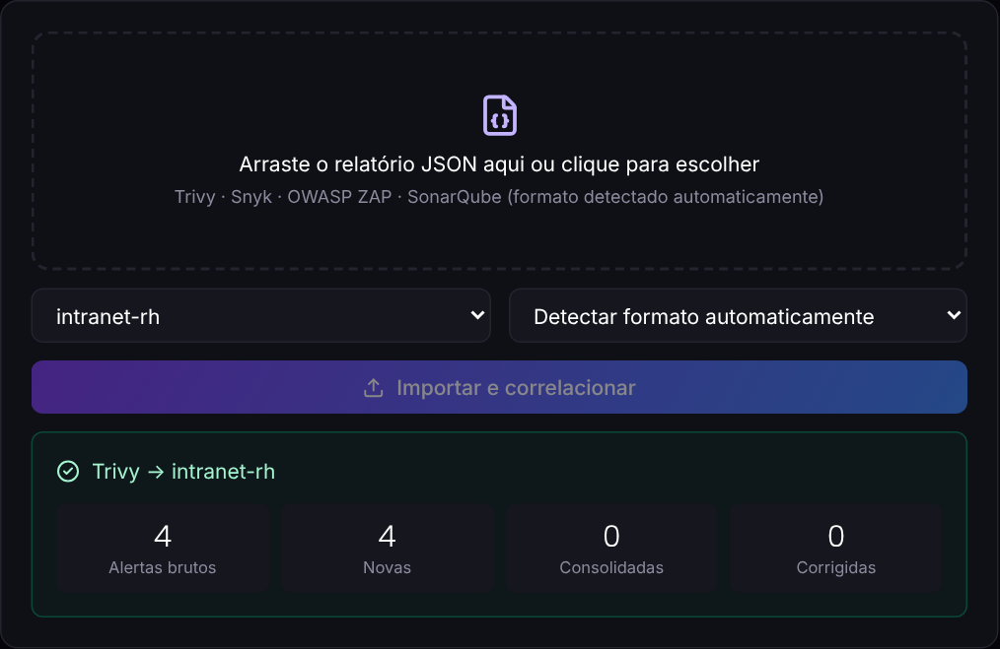 Arraste o relatório JSON aqui ou clique para escolher
Trivy · Snyk · OWASP ZAP · SonarQube (formato detectado automaticamente)
intranet-rh
Detectar formato automaticamente
Importar e correlacionar
Trivy → intranet-rh
4
Alertas brutos
4
Novas
0
Consolidadas
0
Corrigidas